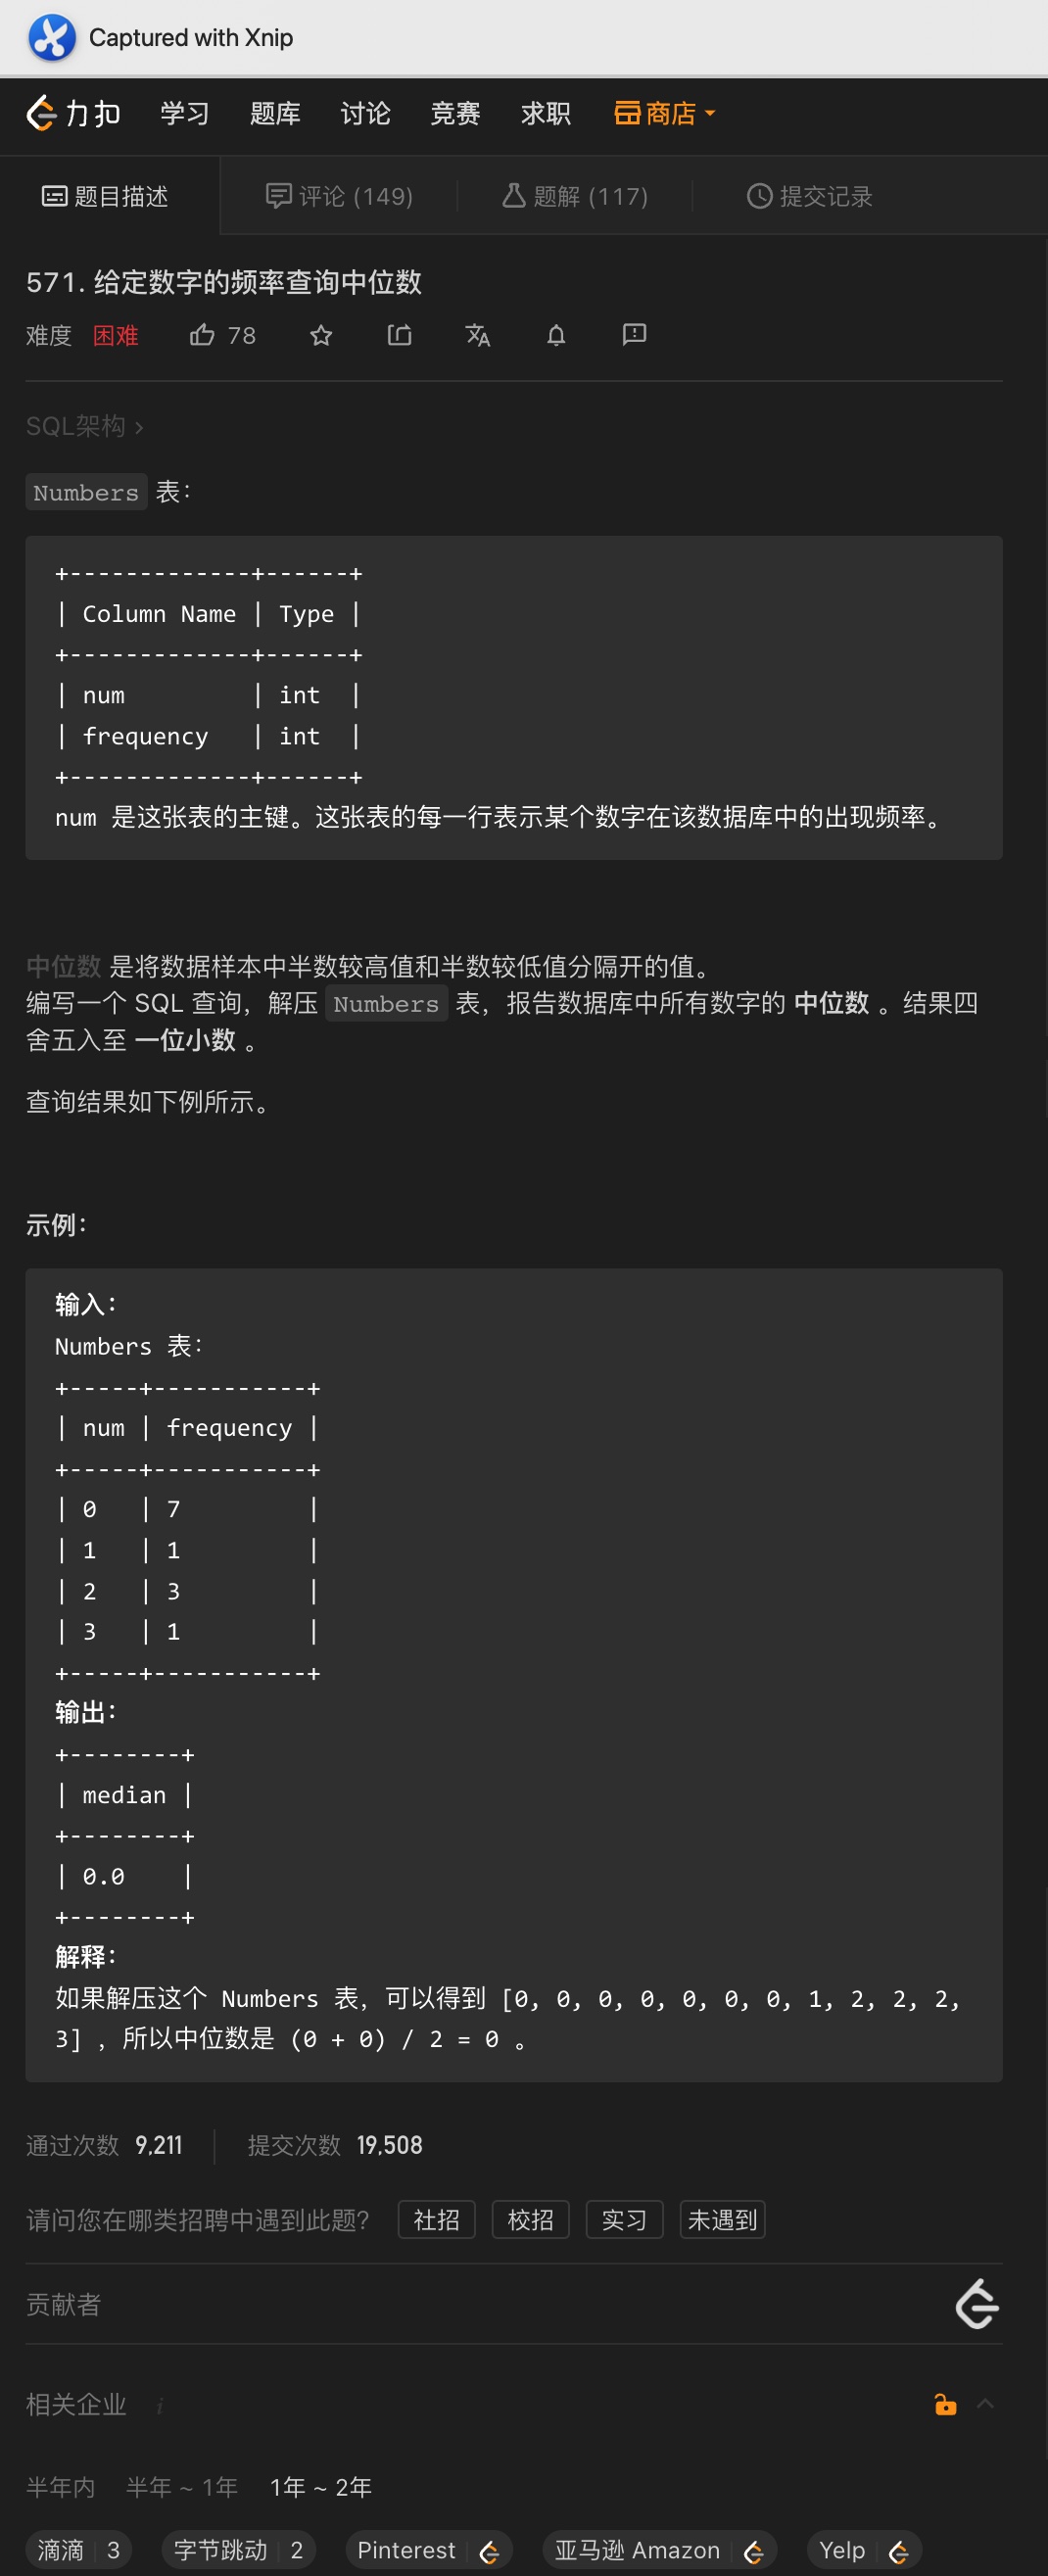 Captured with Xnip
力扣 学习 题库 讨论 竞赛 求职 商店
题目描述 评论 (149) 题解 (117) 提交记录
571. 给定数字的频率查询中位数
难度 困难 78
SQL架构 ›
Numbers 表：
+-------------+------+
| Column Name | Type |
+-------------+------+
| num         | int  |
| frequency   | int  |
+-------------+------+
num 是这张表的主键。这张表的每一行表示某个数字在该数据库中的出现频率。
中位数 是将数据样本中半数较高值和半数较低值分隔开的值。
编写一个 SQL 查询，解压 Numbers 表，报告数据库中所有数字的 中位数 。结果四
舍五入至 一位小数 。
查询结果如下例所示。
示例：
输入：
Numbers 表：
+-----+-----------+
| num | frequency |
+-----+-----------+
| 0   | 7         |
| 1   | 1         |
| 2   | 3         |
| 3   | 1         |
+-----+-----------+
输出：
+--------+
| median |
+--------+
| 0.0    |
+--------+
解释：
如果解压这个 Numbers 表，可以得到 [0, 0, 0, 0, 0, 0, 0, 1, 2, 2, 2,
3] ，所以中位数是 (0 + 0) / 2 = 0 。
通过次数 9,211 提交次数 19,508
请问您在哪类招聘中遇到此题？ 社招 校招 实习 未遇到
贡献者
相关企业 i
半年内 半年 ~ 1年 1年 ~ 2年
滴滴 3 字节跳动 2 Pinterest 亚马逊 Amazon Yelp